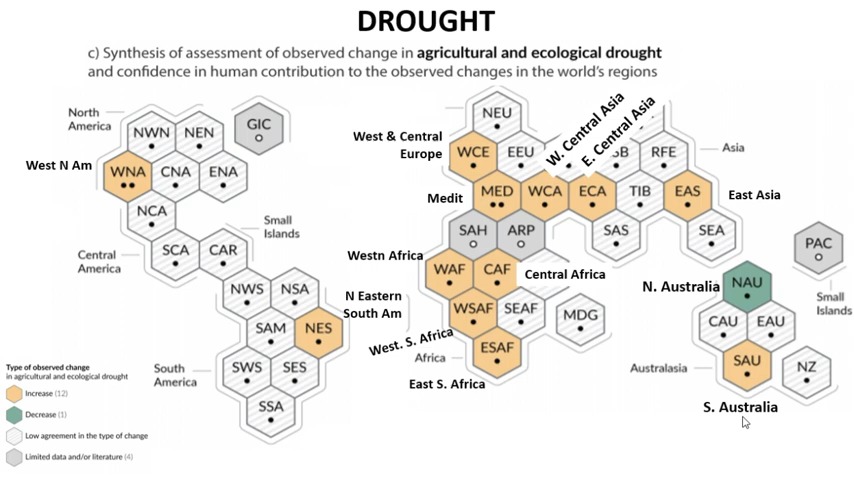 DROUGHT
c) Synthesis of assessment of observed change in agricultural and ecological drought
and confidence in human contribution to the observed changes in the world's regions
North
America
NWN NEN
GIC
West N Am
WNA CNA ENA
NCA
Small
Islands
Central
America
SCA CAR
NWS NSA
N Eastern
South Am
SAM NES
South
America
SWS SES
SSA
NEU
W. Central Asia
E. Central Asia
West & Central
Europe
WCE EEU SB RFE
Asia
Medit
MED WCA ECA TIB EAS
East Asia
SAH ARP SAS SEA
Westn Africa
WAF CAF
Central Africa
WSAF SEAF MDG
West. S. Africa
Africa
ESAF
East S. Africa
PAC
Small
Islands
N. Australia
NAU
CAU EAU
Australasia
SAU NZ
S. Australia
Type of observed change
in agricultural and ecological drought
Increase (12)
Decrease (1)
Low agreement in the type of change
Limited data and/or literature (4)